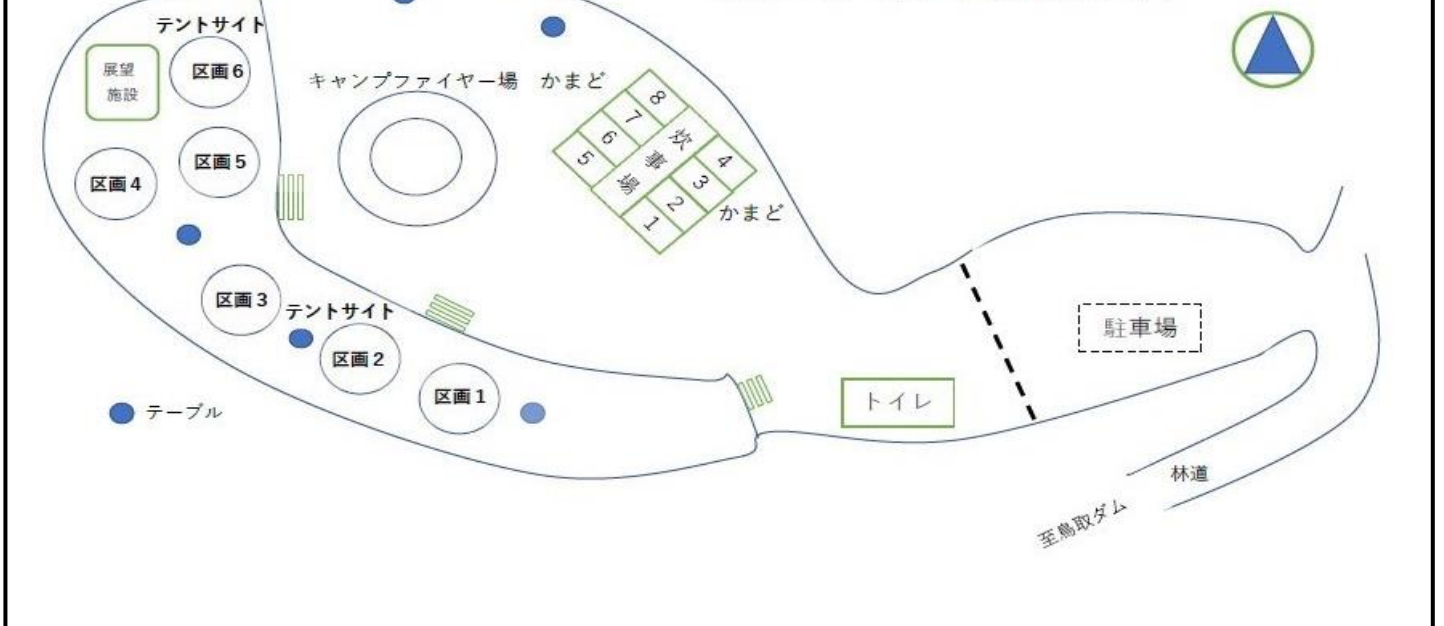 テントサイト
区画6
展望
施設
キャンプファイヤー場
かまど
8
7
6
5
炊
事
場
4
3
2
1
かまど
区画5
区画4
区画3
テントサイト
区画2
区画1
テーブル
トイレ
駐車場
林道
至鳥取ダム